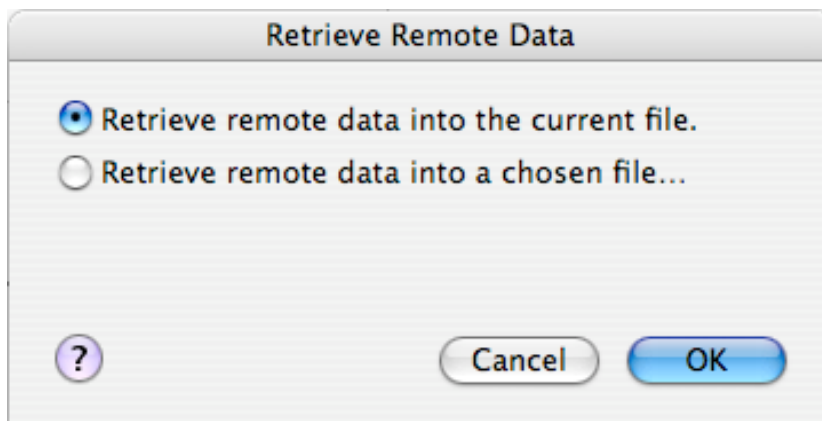 Retrieve Remote Data
Retrieve remote data into the current file.
Retrieve remote data into a chosen file...
?
Cancel
OK